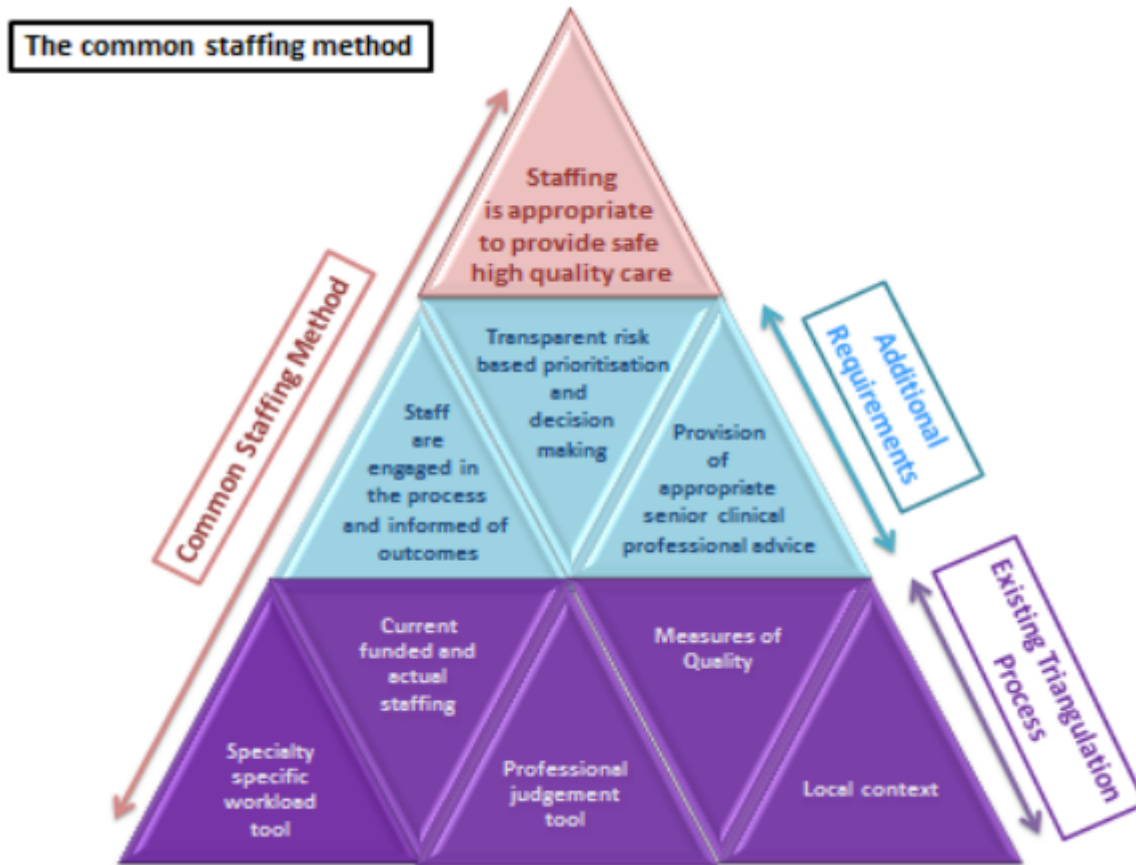 The common staffing method
Staffing
is appropriate
to provide safe
high quality care
Common Staffing Method
Transparent risk
based prioritisation
and
decision
making
Staff
are
engaged in
the process
and informed of
outcomes
Provision
of
appropriate
senior clinical
professional advice
Additional
Requirements
Current
funded and
actual
staffing
Measures of
Quality
Specialty
specific
workload
tool
Professional
judgement
tool
Local context
Existing Triangulation
Process